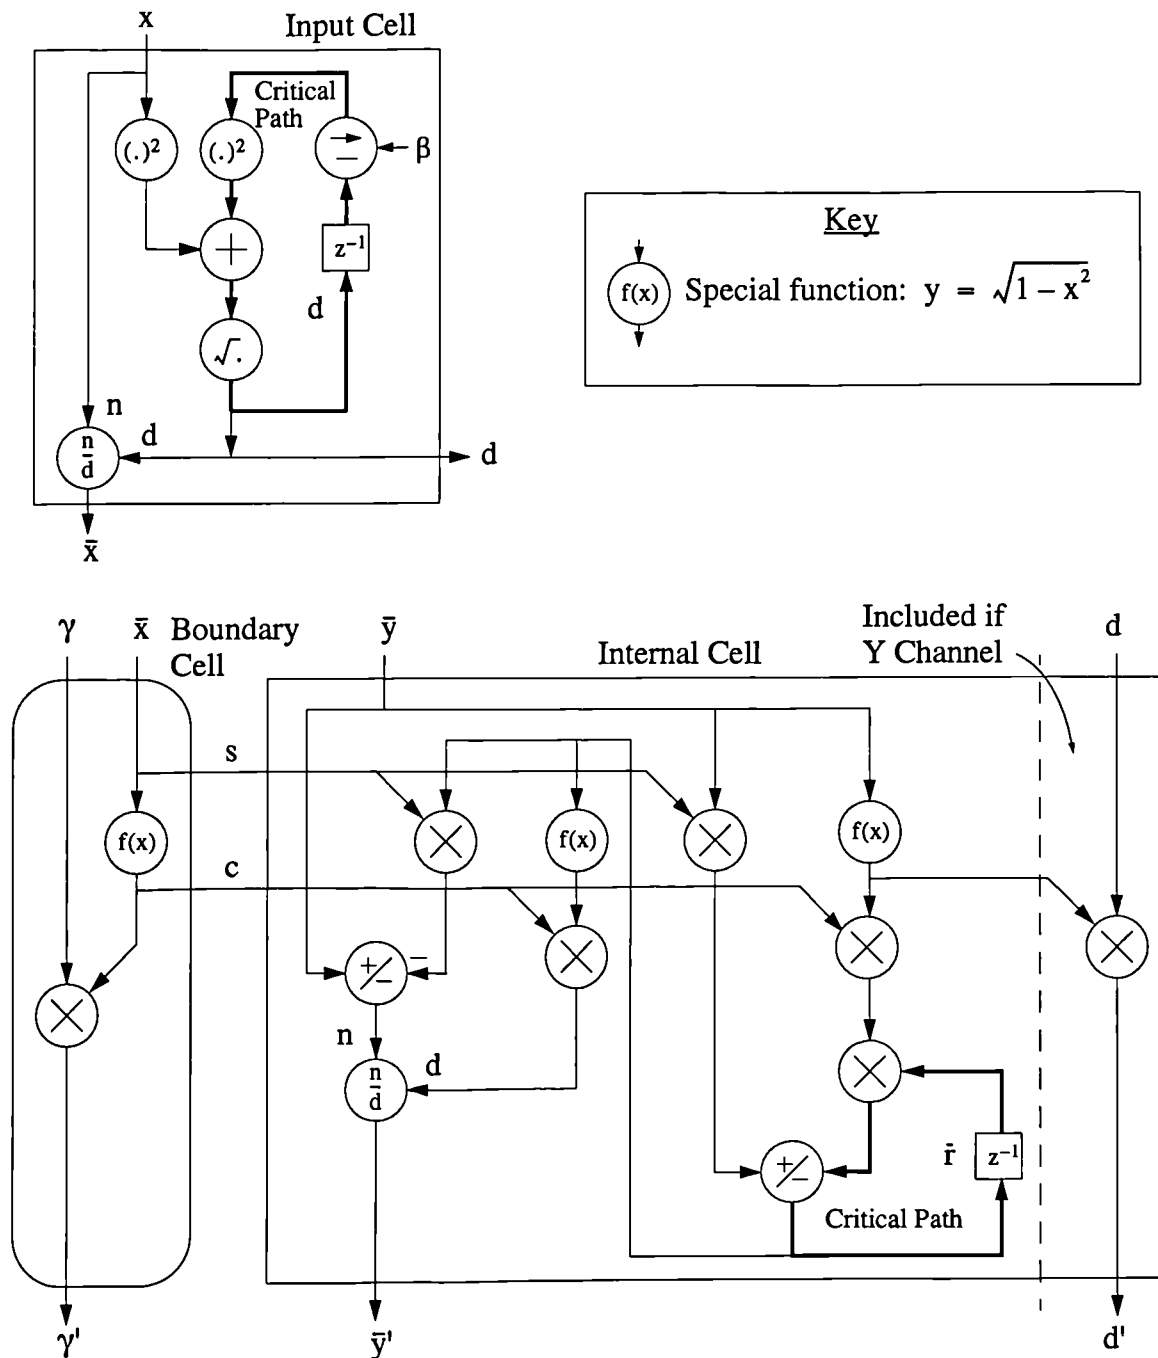 x
Input Cell
Critical
Path
(.)²
(.)²
→
−
β
+
z⁻¹
d
√.
n
n
d
d
d
x̄
Key
f(x)
Special function: y = √1 − x²
γ
x̄
Boundary
Cell
ȳ
Internal Cell
Included if
Y Channel
d
s
f(x)
f(x)
f(x)
c
+/−
−
n
n
d
d
r̄
z⁻¹
+/−
Critical Path
γ'
ȳ'
d'